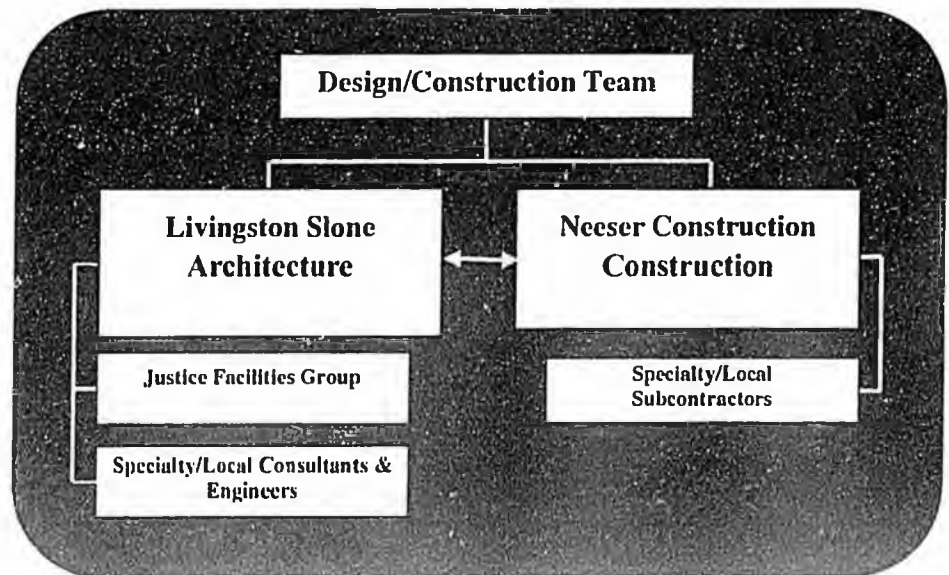 Design/Construction Team
Livingston Slone
Architecture
Neeser Construction
Construction
Justice Facilities Group
Specialty/Local
Subcontractors
Specialty/Local Consultants &
Engineers